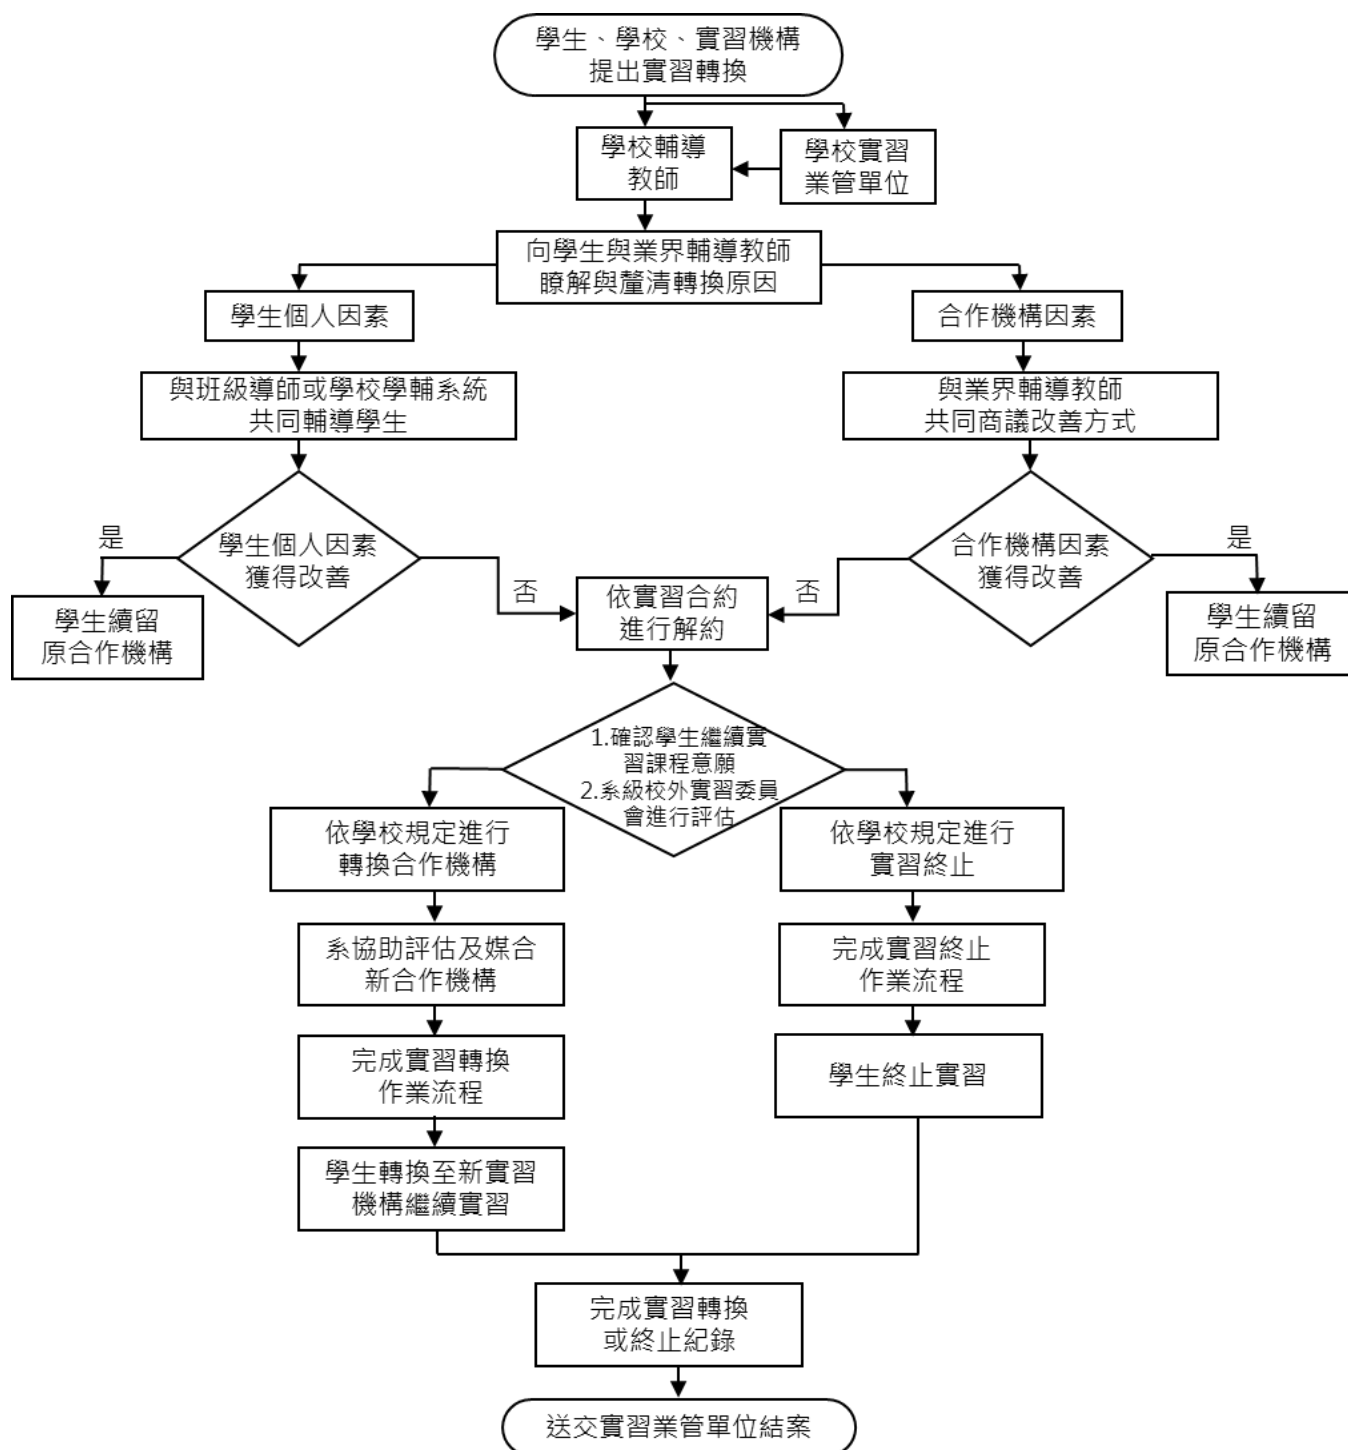 學生、學校、實習機構
提出實習轉換
學校輔導
教師
學校實習
業管單位
向學生與業界輔導教師
瞭解與釐清轉換原因
學生個人因素
合作機構因素
與班級導師或學校學輔系統
共同輔導學生
與業界輔導教師
共同商議改善方式
是
學生個人因素
獲得改善
否
合作機構因素
獲得改善
否
是
學生續留
原合作機構
依實習合約
進行解約
學生續留
原合作機構
1.確認學生繼續實
習課程意願
2.系級校外實習委員
會進行評估
依學校規定進行
轉換合作機構
依學校規定進行
實習終止
系協助評估及媒合
新合作機構
完成實習終止
作業流程
完成實習轉換
作業流程
學生終止實習
學生轉換至新實習
機構繼續實習
完成實習轉換
或終止紀錄
送交實習業管單位結案